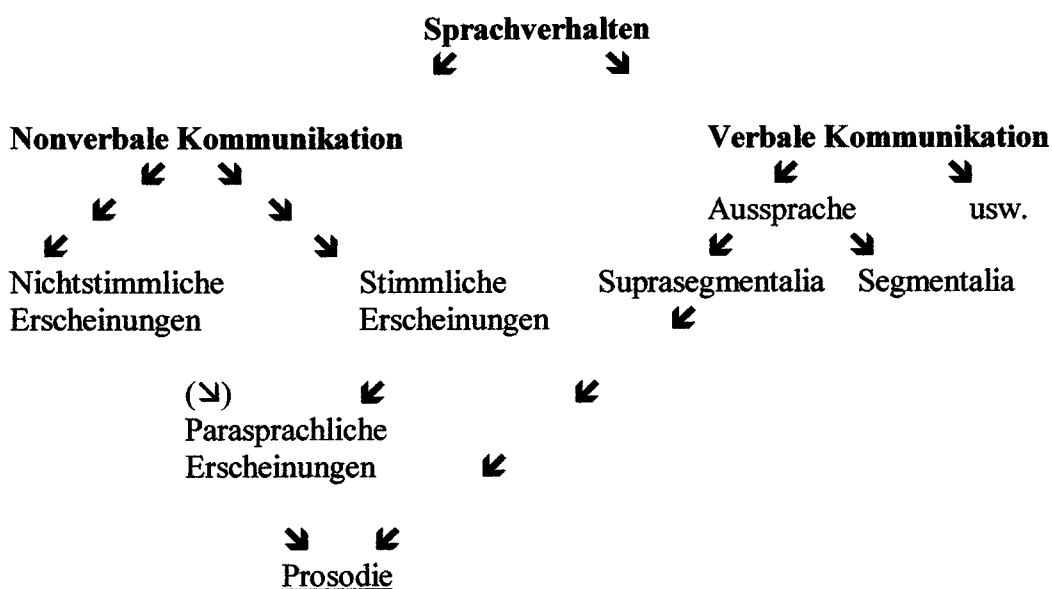 Sprachverhalten
Nonverbale Kommunikation Verbale Kommunikation
Aussprache usw.
Nichtstimmliche Stimmliche Suprasegmentalia Segmentalia
Erscheinungen Erscheinungen
()
Parasprachliche
Erscheinungen
Prosodie